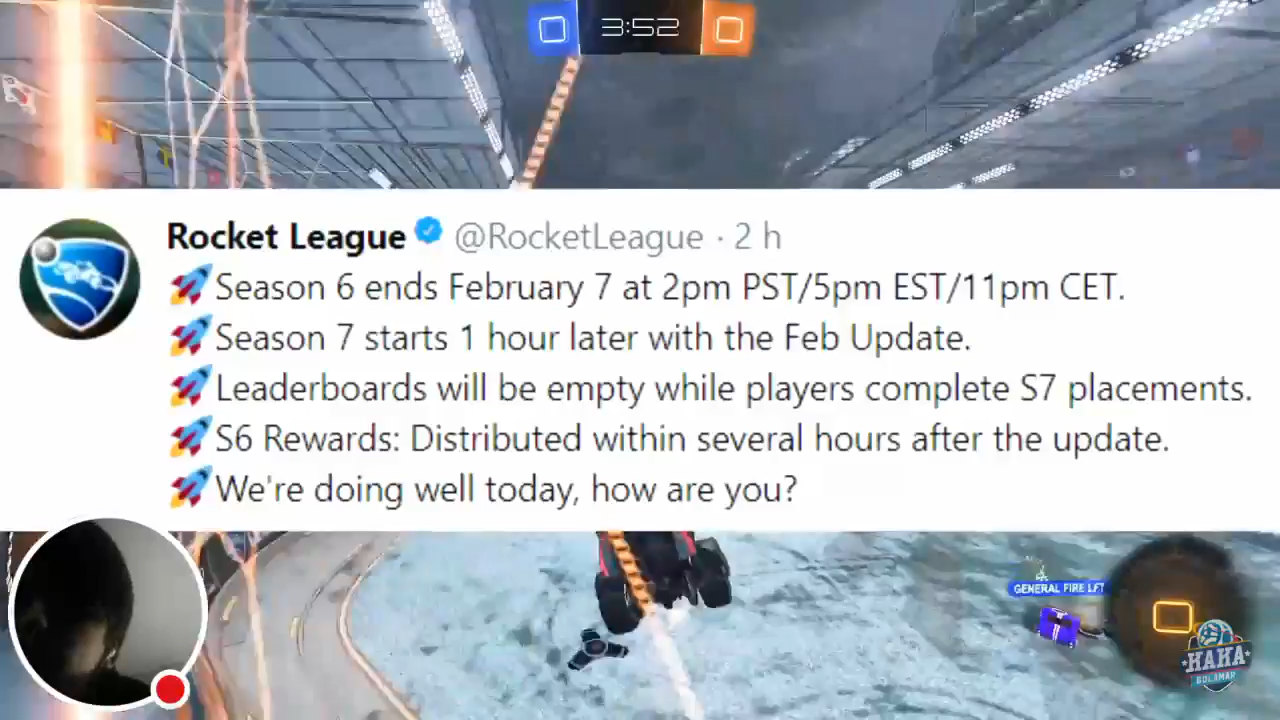 0 3:52 0
Rocket League @RocketLeague · 2 h
🚀Season 6 ends February 7 at 2pm PST/5pm EST/11pm CET.
🚀Season 7 starts 1 hour later with the Feb Update.
🚀Leaderboards will be empty while players complete S7 placements.
🚀S6 Rewards: Distributed within several hours after the update.
🚀We're doing well today, how are you?
GENERAL FIRE LFT
HAHA
BOLAMAR